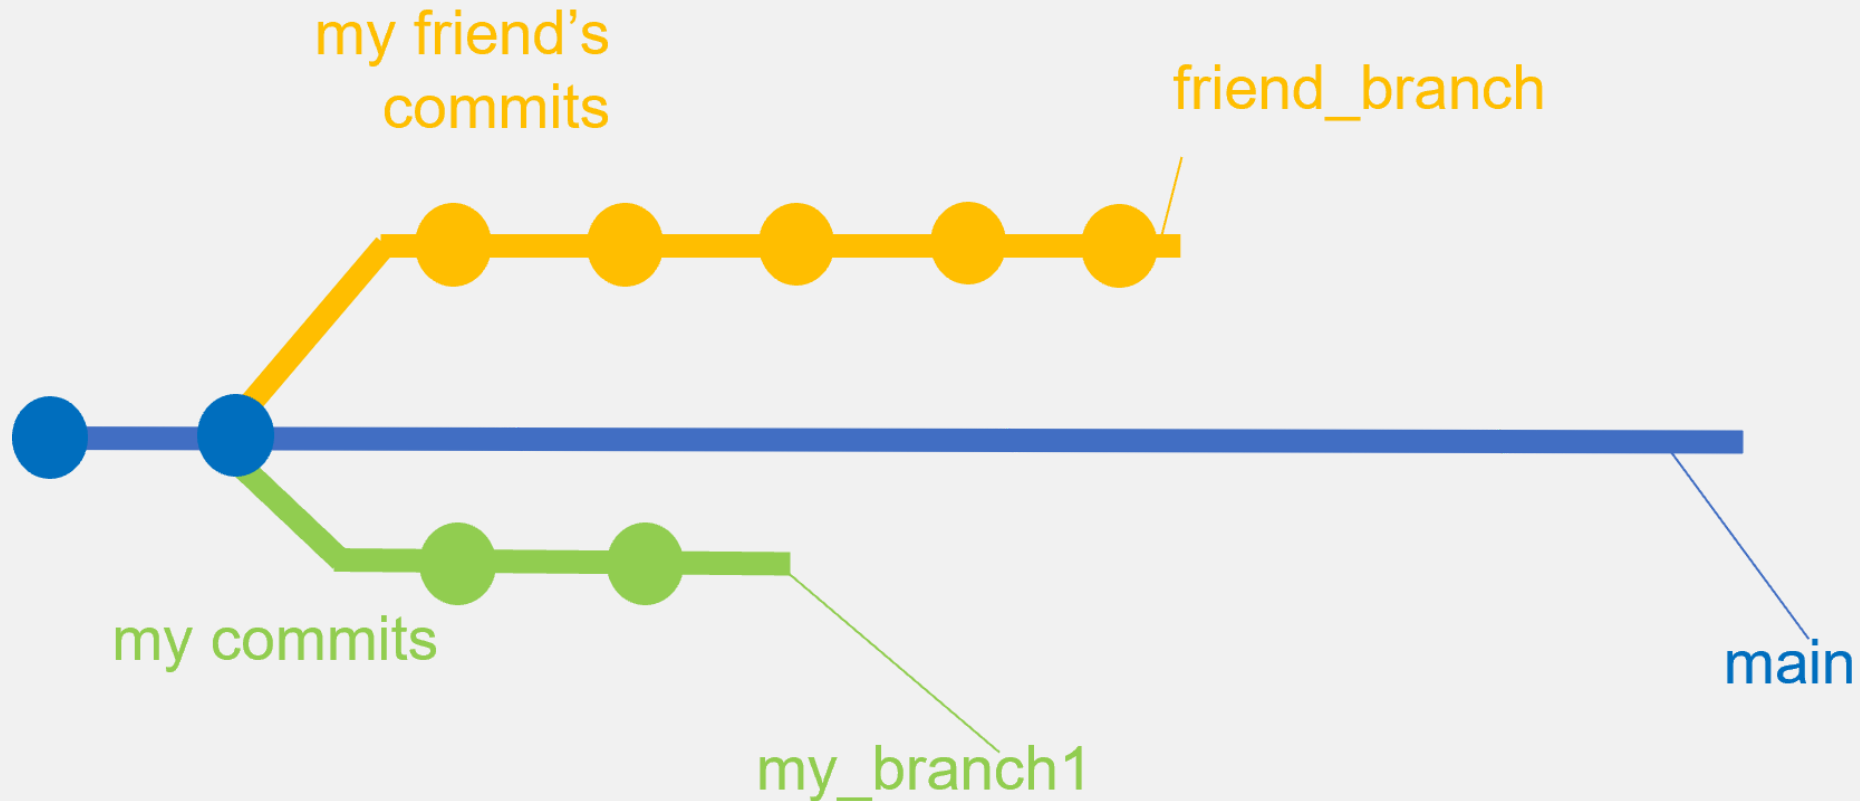 my friend’s
commits
friend_branch
my commits
main
my_branch1